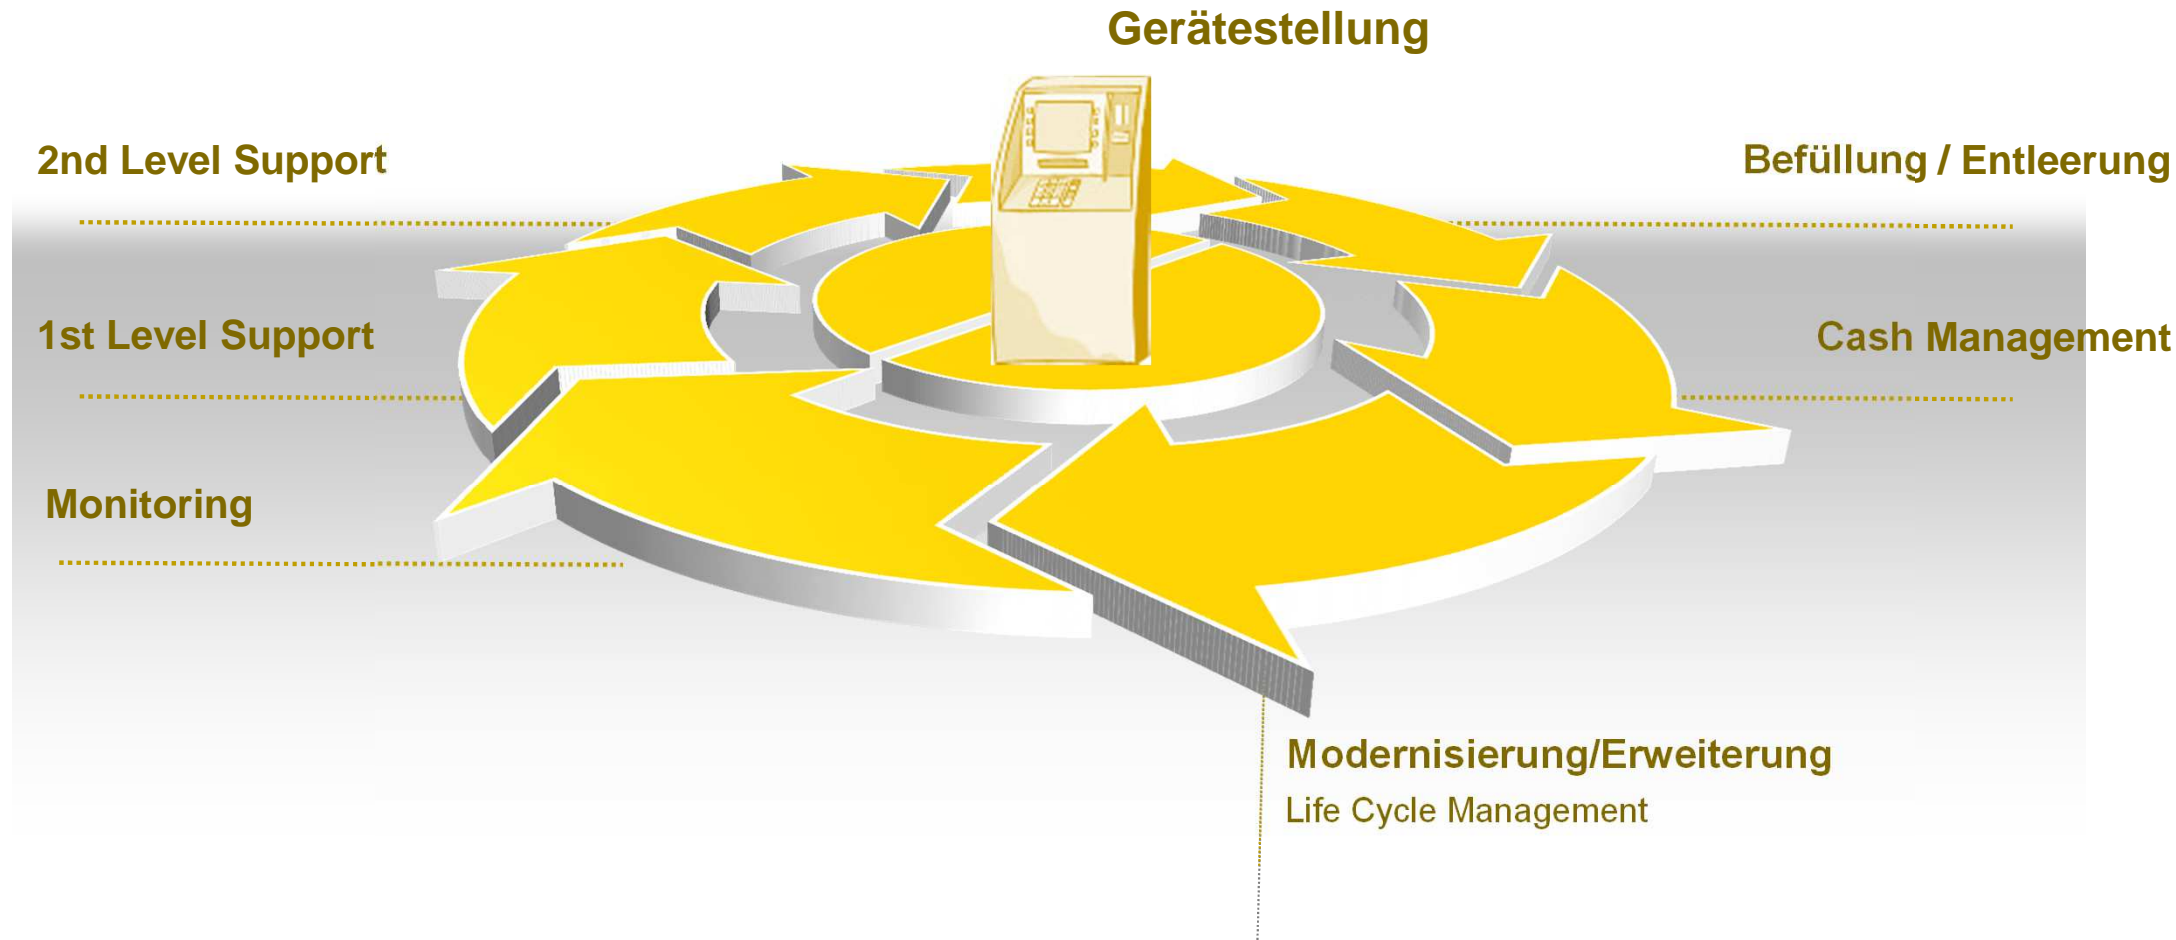 Gerätestellung
2nd Level Support
Befüllung / Entleerung
1st Level Support
Cash Management
Monitoring
Modernisierung/Erweiterung
Life Cycle Management